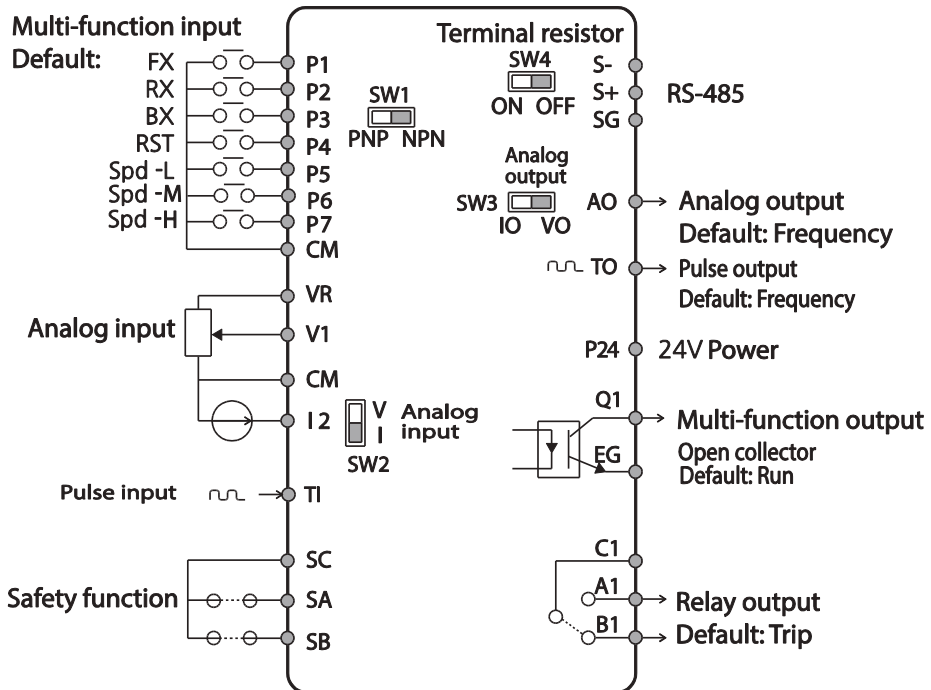 Multi-function input
Default:
FX
RX
BX
RST
Spd -L
Spd -M
Spd -H
P1
P2
P3
P4
P5
P6
P7
CM
SW1
PNP NPN
Terminal resistor
SW4
ON OFF
S-
S+
SG
RS-485
Analog
output
SW3
IO VO
AO
Analog output
Default: Frequency
TO
Pulse output
Default: Frequency
Analog input
VR
V1
CM
I 2
V
I
Analog
input
SW2
P24
24V Power
Q1
EG
Multi-function output
Open collector
Default: Run
Pulse input
TI
Safety function
SC
SA
SB
C1
A1
B1
Relay output
Default: Trip